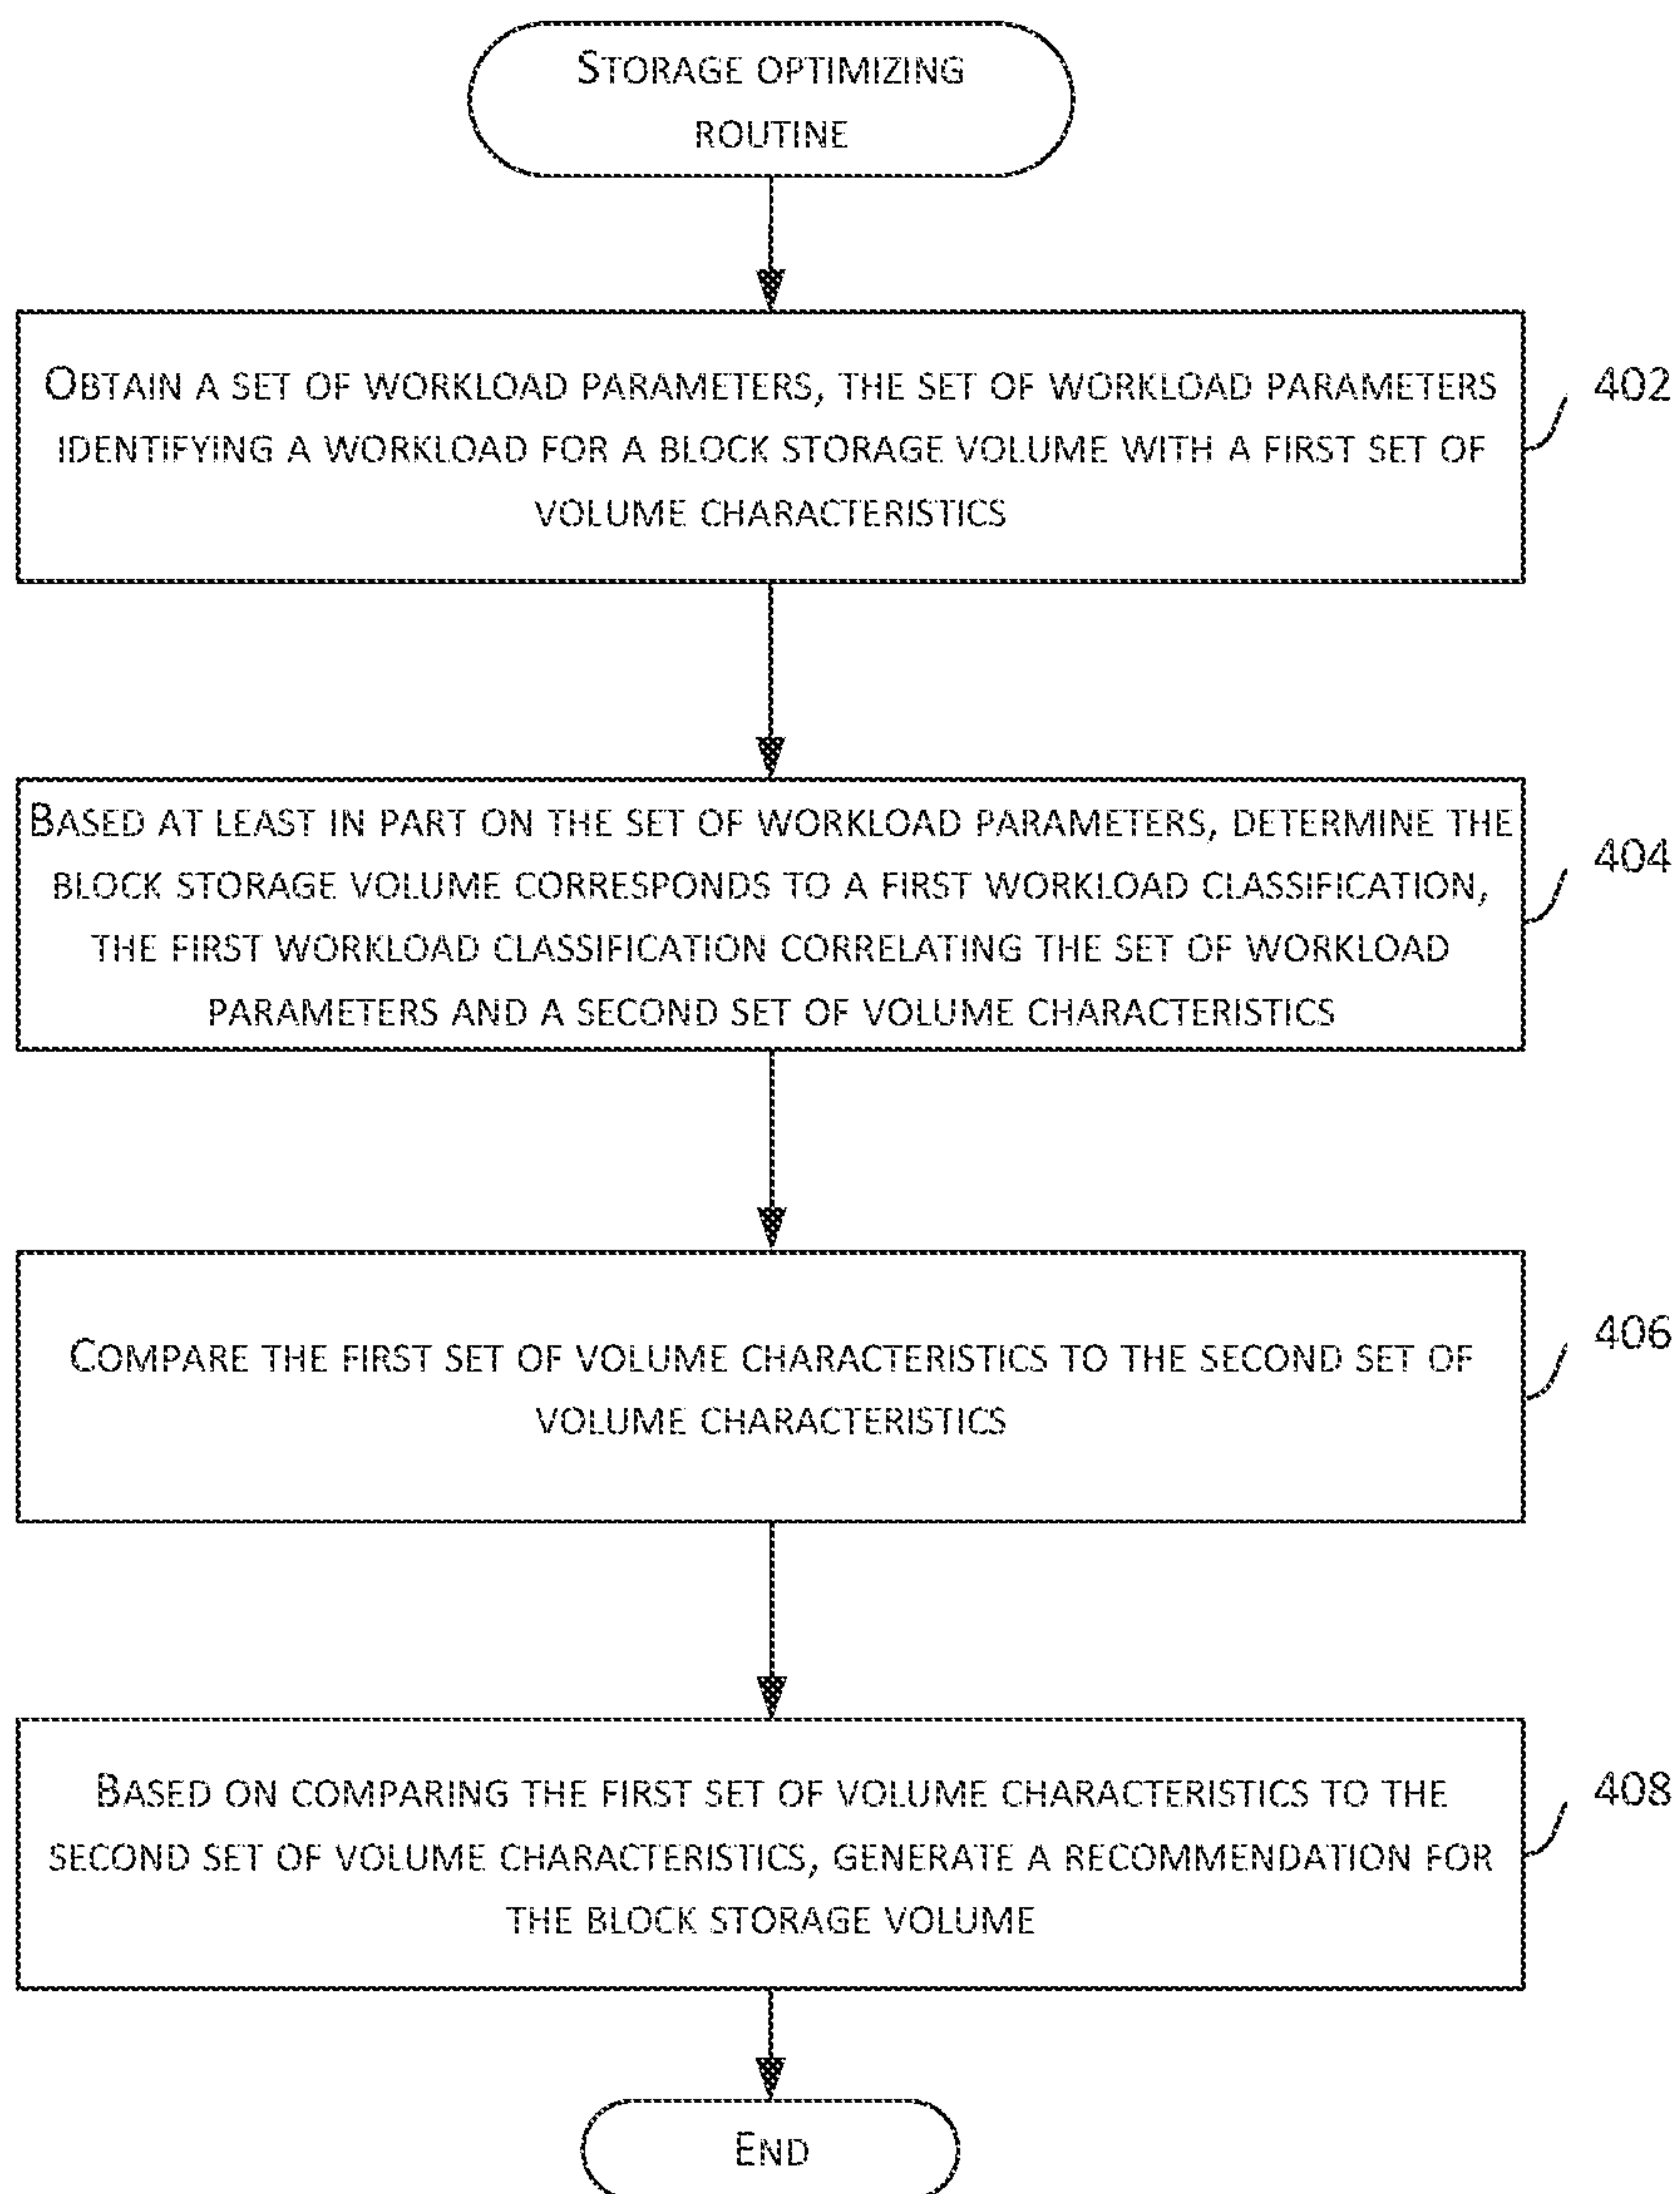 STORAGE OPTIMIZING
ROUTINE
OBTAIN A SET OF WORKLOAD PARAMETERS, THE SET OF WORKLOAD PARAMETERS
IDENTIFYING A WORKLOAD FOR A BLOCK STORAGE VOLUME WITH A FIRST SET OF
VOLUME CHARACTERISTICS
402
BASED AT LEAST IN PART ON THE SET OF WORKLOAD PARAMETERS, DETERMINE THE
BLOCK STORAGE VOLUME CORRESPONDS TO A FIRST WORKLOAD CLASSIFICATION,
THE FIRST WORKLOAD CLASSIFICATION CORRELATING THE SET OF WORKLOAD
PARAMETERS AND A SECOND SET OF VOLUME CHARACTERISTICS
404
COMPARE THE FIRST SET OF VOLUME CHARACTERISTICS TO THE SECOND SET OF
VOLUME CHARACTERISTICS
406
BASED ON COMPARING THE FIRST SET OF VOLUME CHARACTERISTICS TO THE
SECOND SET OF VOLUME CHARACTERISTICS, GENERATE A RECOMMENDATION FOR
THE BLOCK STORAGE VOLUME
408
END